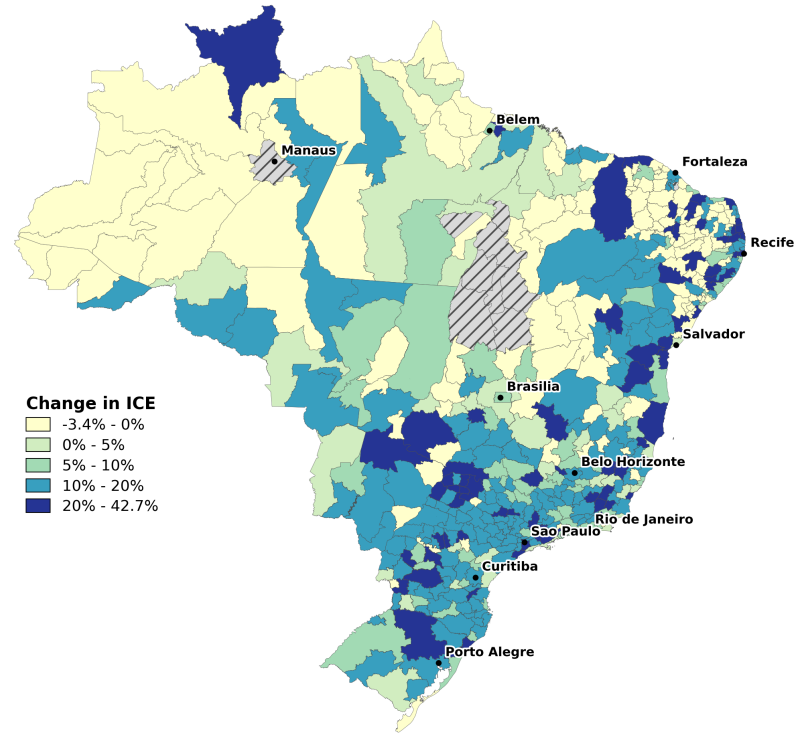 Belem
Manaus
Fortaleza
Recife
Salvador
Brasilia
Change in ICE
-3.4% - 0%
0% - 5%
5% - 10%
10% - 20%
20% - 42.7%
Belo Horizonte
Rio de Janeiro
Sao Paulo
Curitiba
Porto Alegre